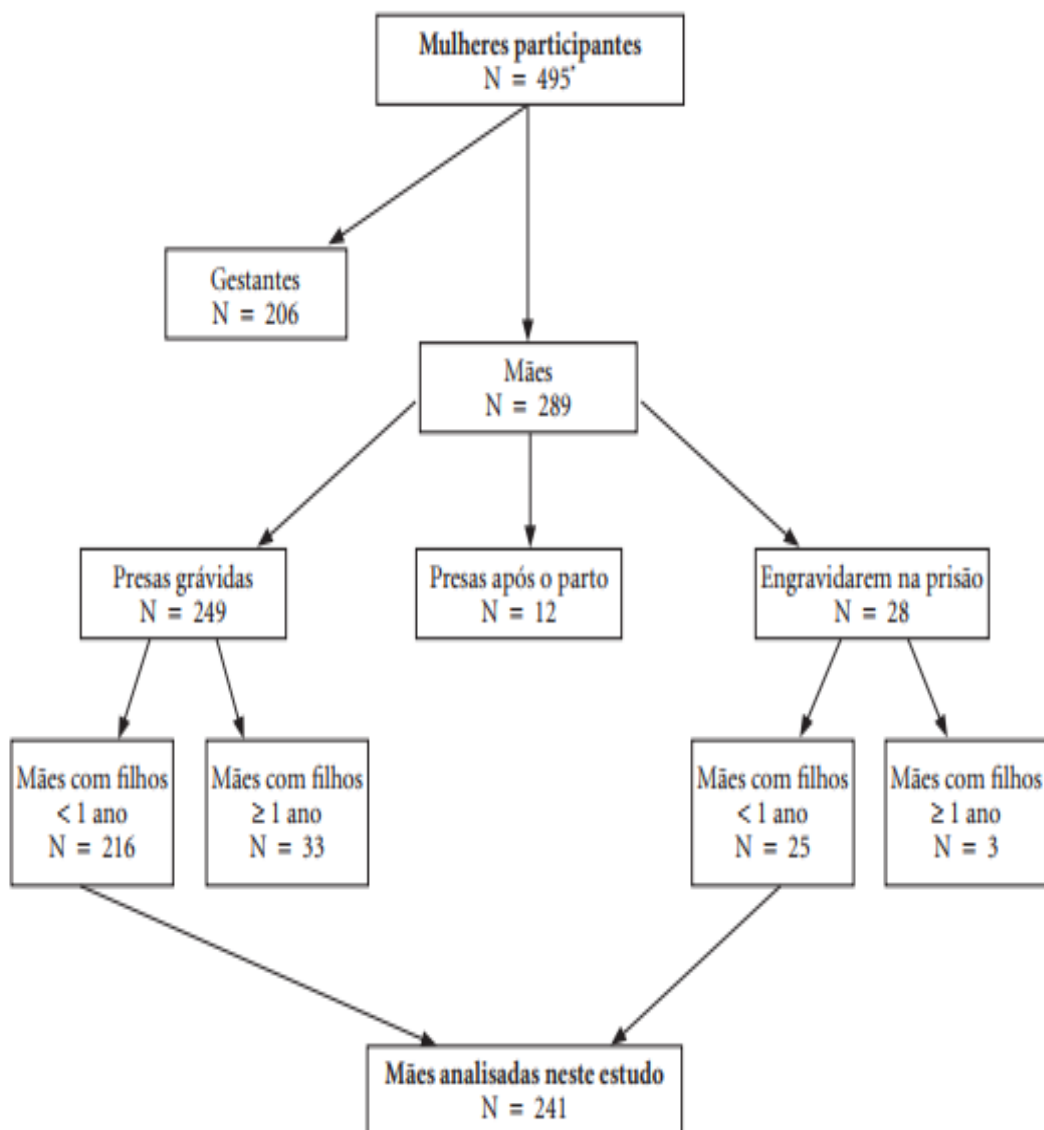 Mulheres participantes
N = 495*
Gestantes
N = 206
Mães
N = 289
Presas grávidas
N = 249
Presas após o parto
N = 12
Engravidarem na prisão
N = 28
Mães com filhos
< 1 ano
N = 216
Mães com filhos
≥ 1 ano
N = 33
Mães com filhos
< 1 ano
N = 25
Mães com filhos
≥ 1 ano
N = 3
Mães analisadas neste estudo
N = 241